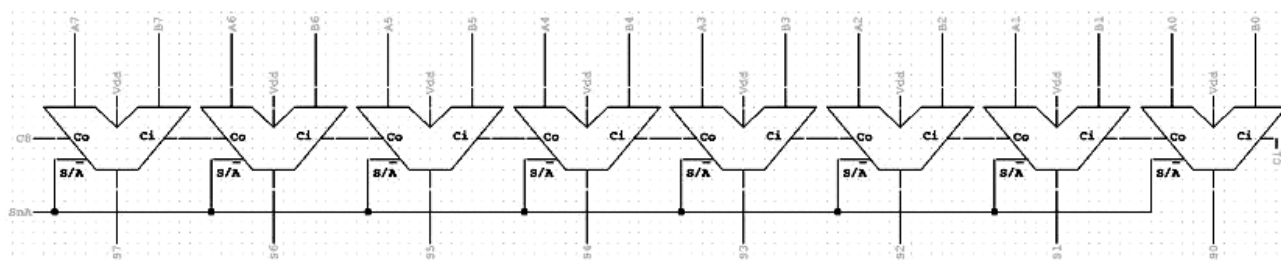 A7 B7 A6 B6 A5 B5 A4 B4 A3 B3 A2 B2 A1 B1 A0 B0
Vdd Vdd Vdd Vdd Vdd Vdd Vdd Vdd
C8 Co Ci Co Ci Co Ci Co Ci Co Ci Co Ci Co Ci Co Ci
S/A S/A S/A S/A S/A S/A S/A S/A Ci
SnA
S7 S6 S5 S4 S3 S2 S1 S0